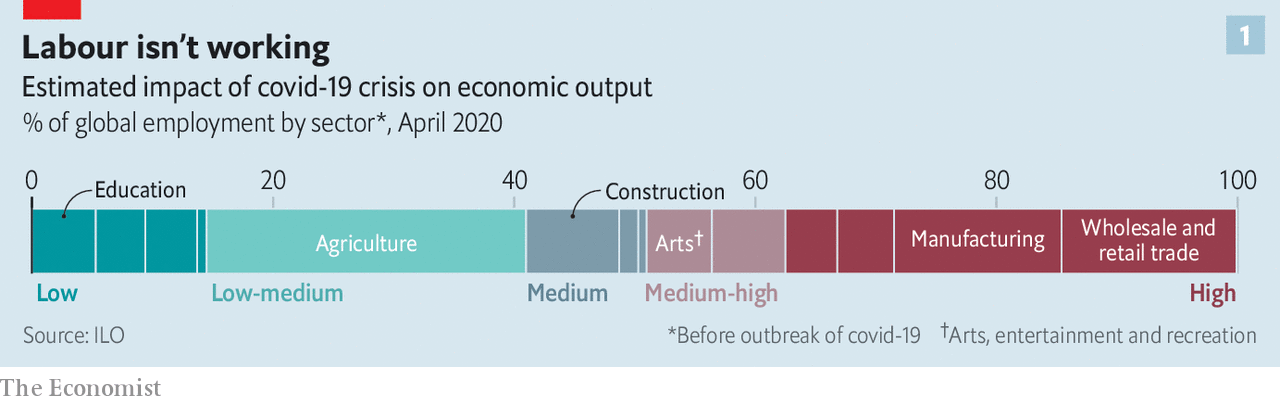 1
Labour isn't working
Estimated impact of covid-19 crisis on economic output
% of global employment by sector*, April 2020
0 20 40 60 80 100
Education Construction
Agriculture Arts† Manufacturing Wholesale and
retail trade
Low Low-medium Medium Medium-high High
Source: ILO *Before outbreak of covid-19 †Arts, entertainment and recreation
The Economist